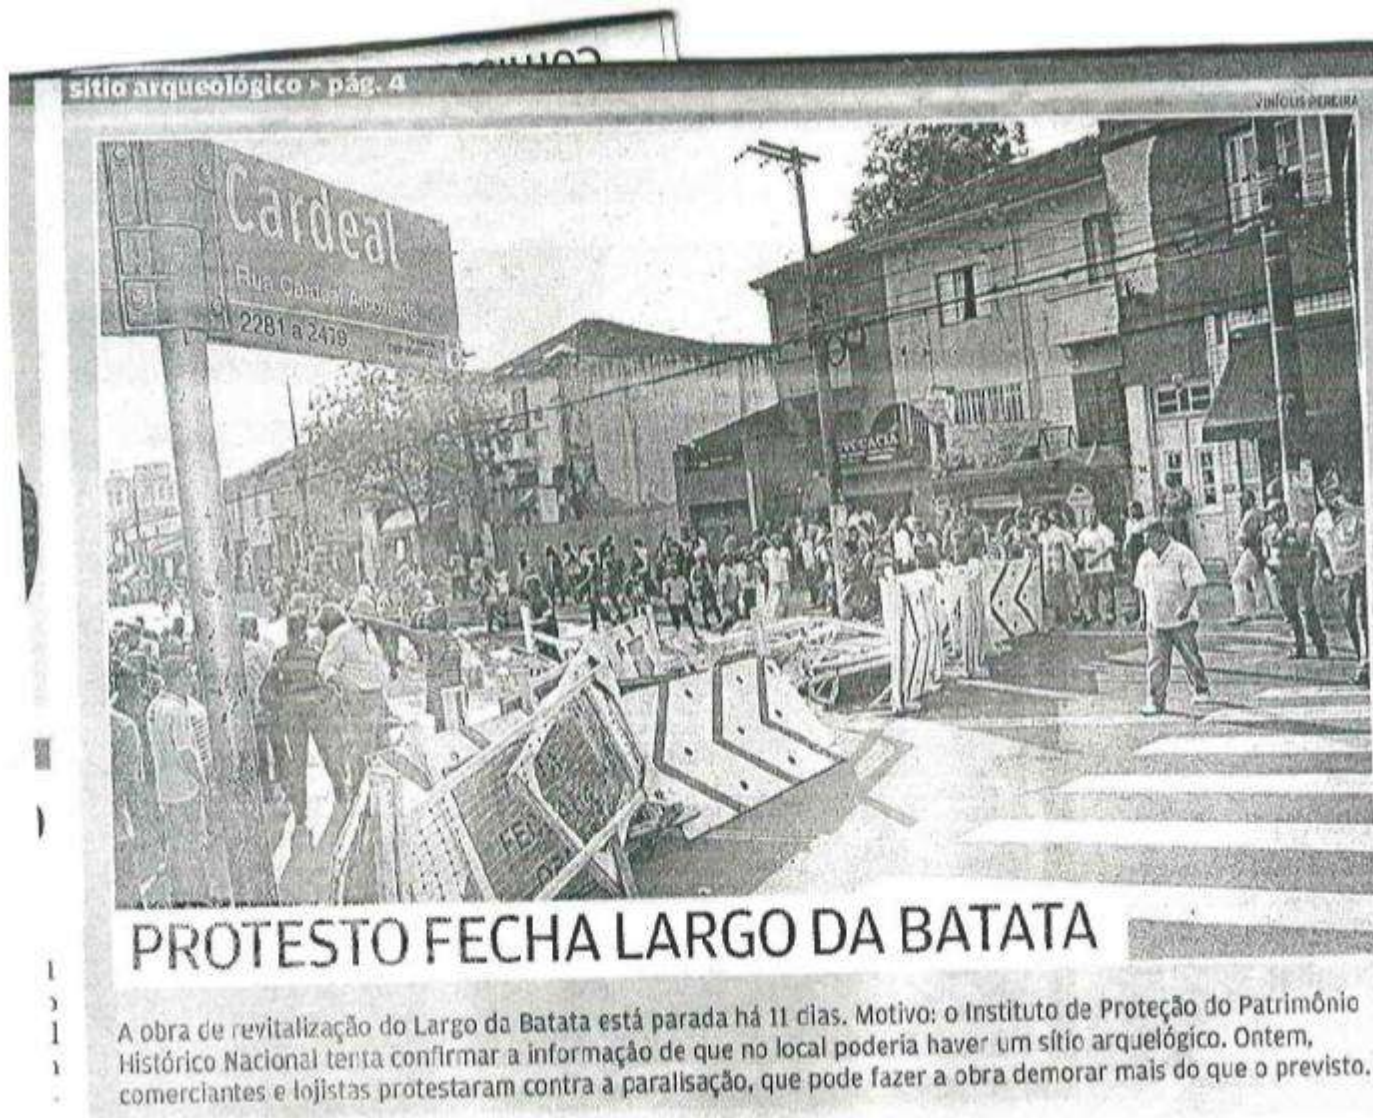 sítio arqueológico > pág. 4
VINÍCIUS PEREIRA
Cardeal
Rua Cardeal Arcoverde
2281 a 2479
PROTESTO FECHA LARGO DA BATATA
A obra de revitalização do Largo da Batata está parada há 11 dias. Motivo: o Instituto de Proteção do Patrimônio
Histórico Nacional tenta confirmar a informação de que no local poderia haver um sítio arquelógico. Ontem,
comerciantes e lojistas protestaram contra a paralisação, que pode fazer a obra demorar mais do que o previsto.